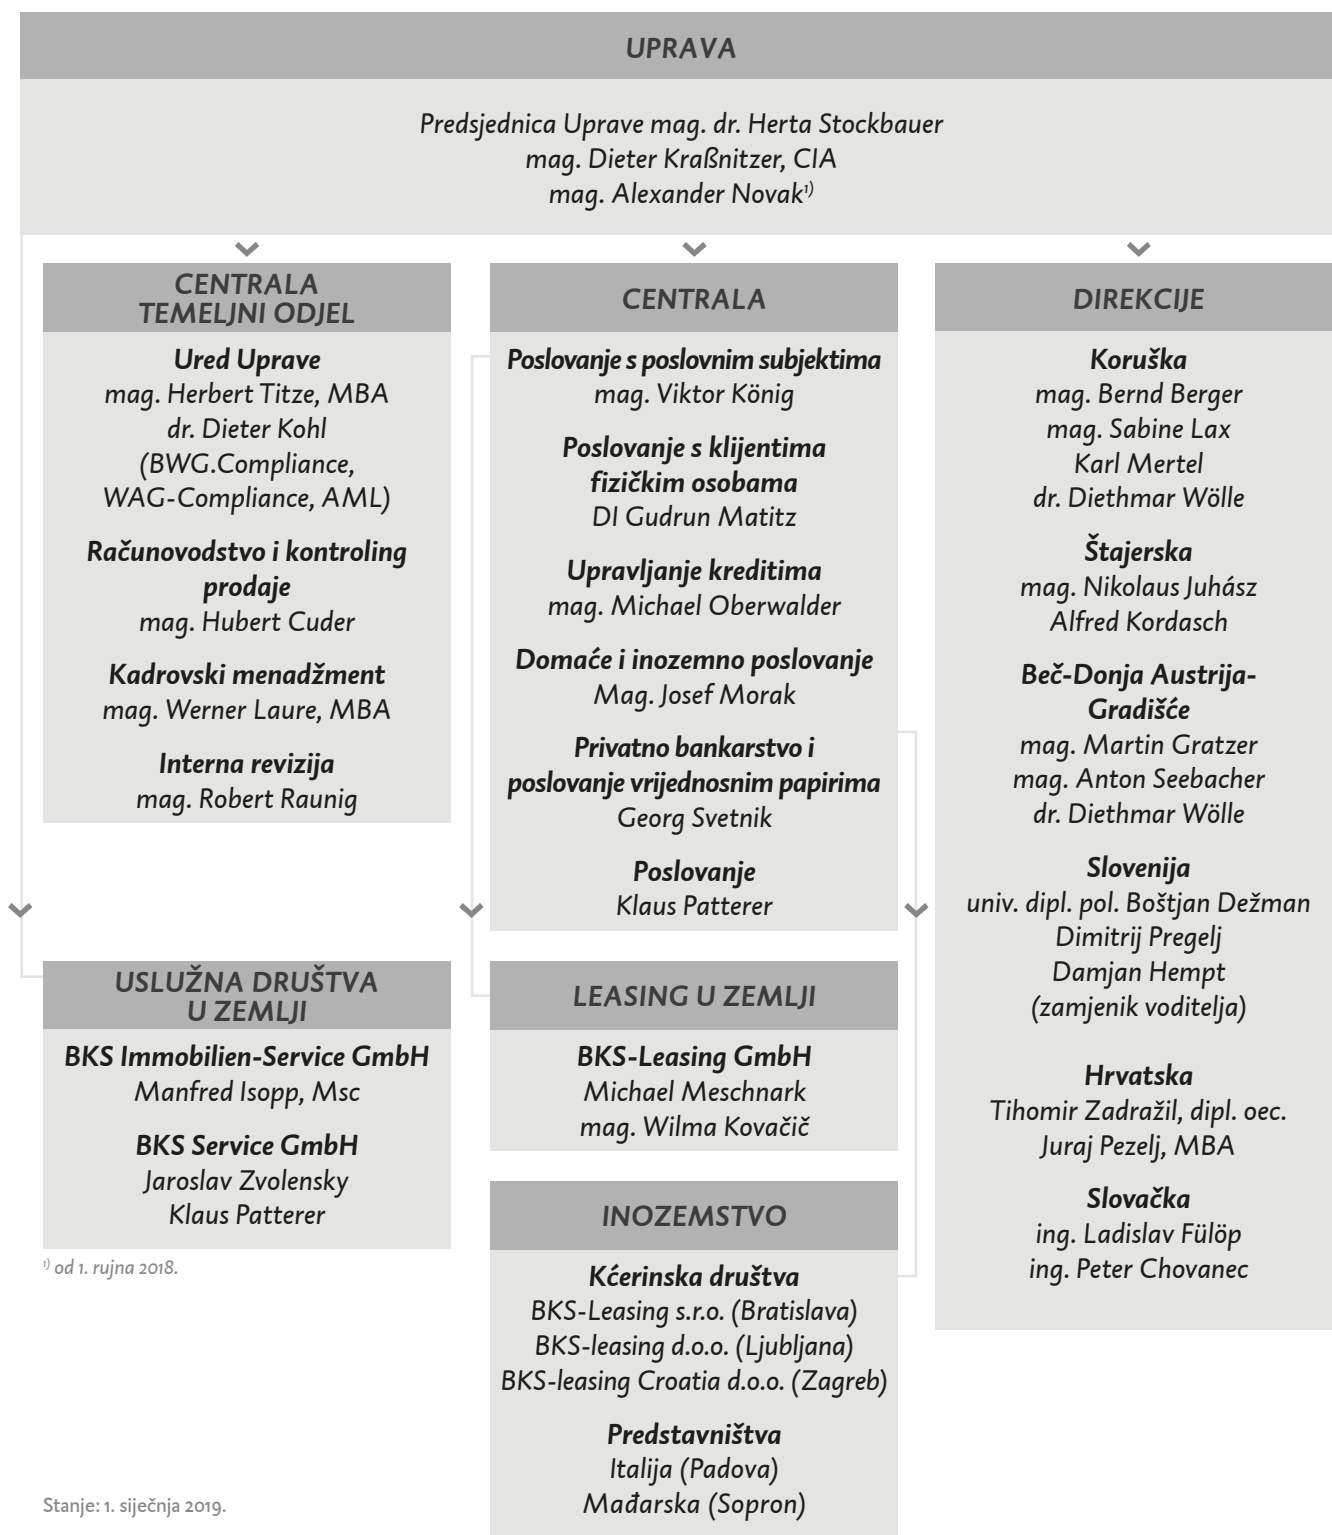 UPRAVA
Predsjednica Uprave mag. dr. Herta Stockbauer
mag. Dieter Kraßnitzer, CIA
mag. Alexander Novak¹⁾
CENTRALA
TEMELJNI ODJEL
Ured Uprave
mag. Herbert Titze, MBA
dr. Dieter Kohl
(BWG.Compliance,
WAG-Compliance, AML)
Računovodstvo i kontroling
prodaje
mag. Hubert Cuder
Kadrovski menadžment
mag. Werner Laure, MBA
Interna revizija
mag. Robert Raunig
CENTRALA
Poslovanje s poslovnim subjektima
mag. Viktor König
Poslovanje s klijentima
fizičkim osobama
DI Gudrun Matitz
Upravljanje kreditima
mag. Michael Oberwalder
Domaće i inozemno poslovanje
Mag. Josef Morak
Privatno bankarstvo i
poslovanje vrijednosnim papirima
Georg Svetnik
Poslovanje
Klaus Patterer
DIREKCIJE
Koruška
mag. Bernd Berger
mag. Sabine Lax
Karl Mertel
dr. Diethmar Wölle
Štajerska
mag. Nikolaus Juhász
Alfred Kordasch
Beč-Donja Austrija-
Gradišće
mag. Martin Gratzer
mag. Anton Seebacher
dr. Diethmar Wölle
Slovenija
univ. dipl. pol. Boštjan Dežman
Dimitrij Pregelj
Damjan Hempt
(zamjenik voditelja)
Hrvatska
Tihomir Zadražil, dipl. oec.
Juraj Pezelj, MBA
Slovačka
ing. Ladislav Fülöp
ing. Peter Chovanec
USLUŽNA DRUŠTVA
U ZEMLJI
BKS Immobilien-Service GmbH
Manfred Isopp, Msc
BKS Service GmbH
Jaroslav Zvolensky
Klaus Patterer
¹⁾ od 1. rujna 2018.
LEASING U ZEMLJI
BKS-Leasing GmbH
Michael Meschnark
mag. Wilma Kovačič
INOZEMSTVO
Kćerinska društva
BKS-Leasing s.r.o. (Bratislava)
BKS-leasing d.o.o. (Ljubljana)
BKS-leasing Croatia d.o.o. (Zagreb)
Predstavništva
Italija (Padova)
Mađarska (Sopron)
Stanje: 1. siječnja 2019.